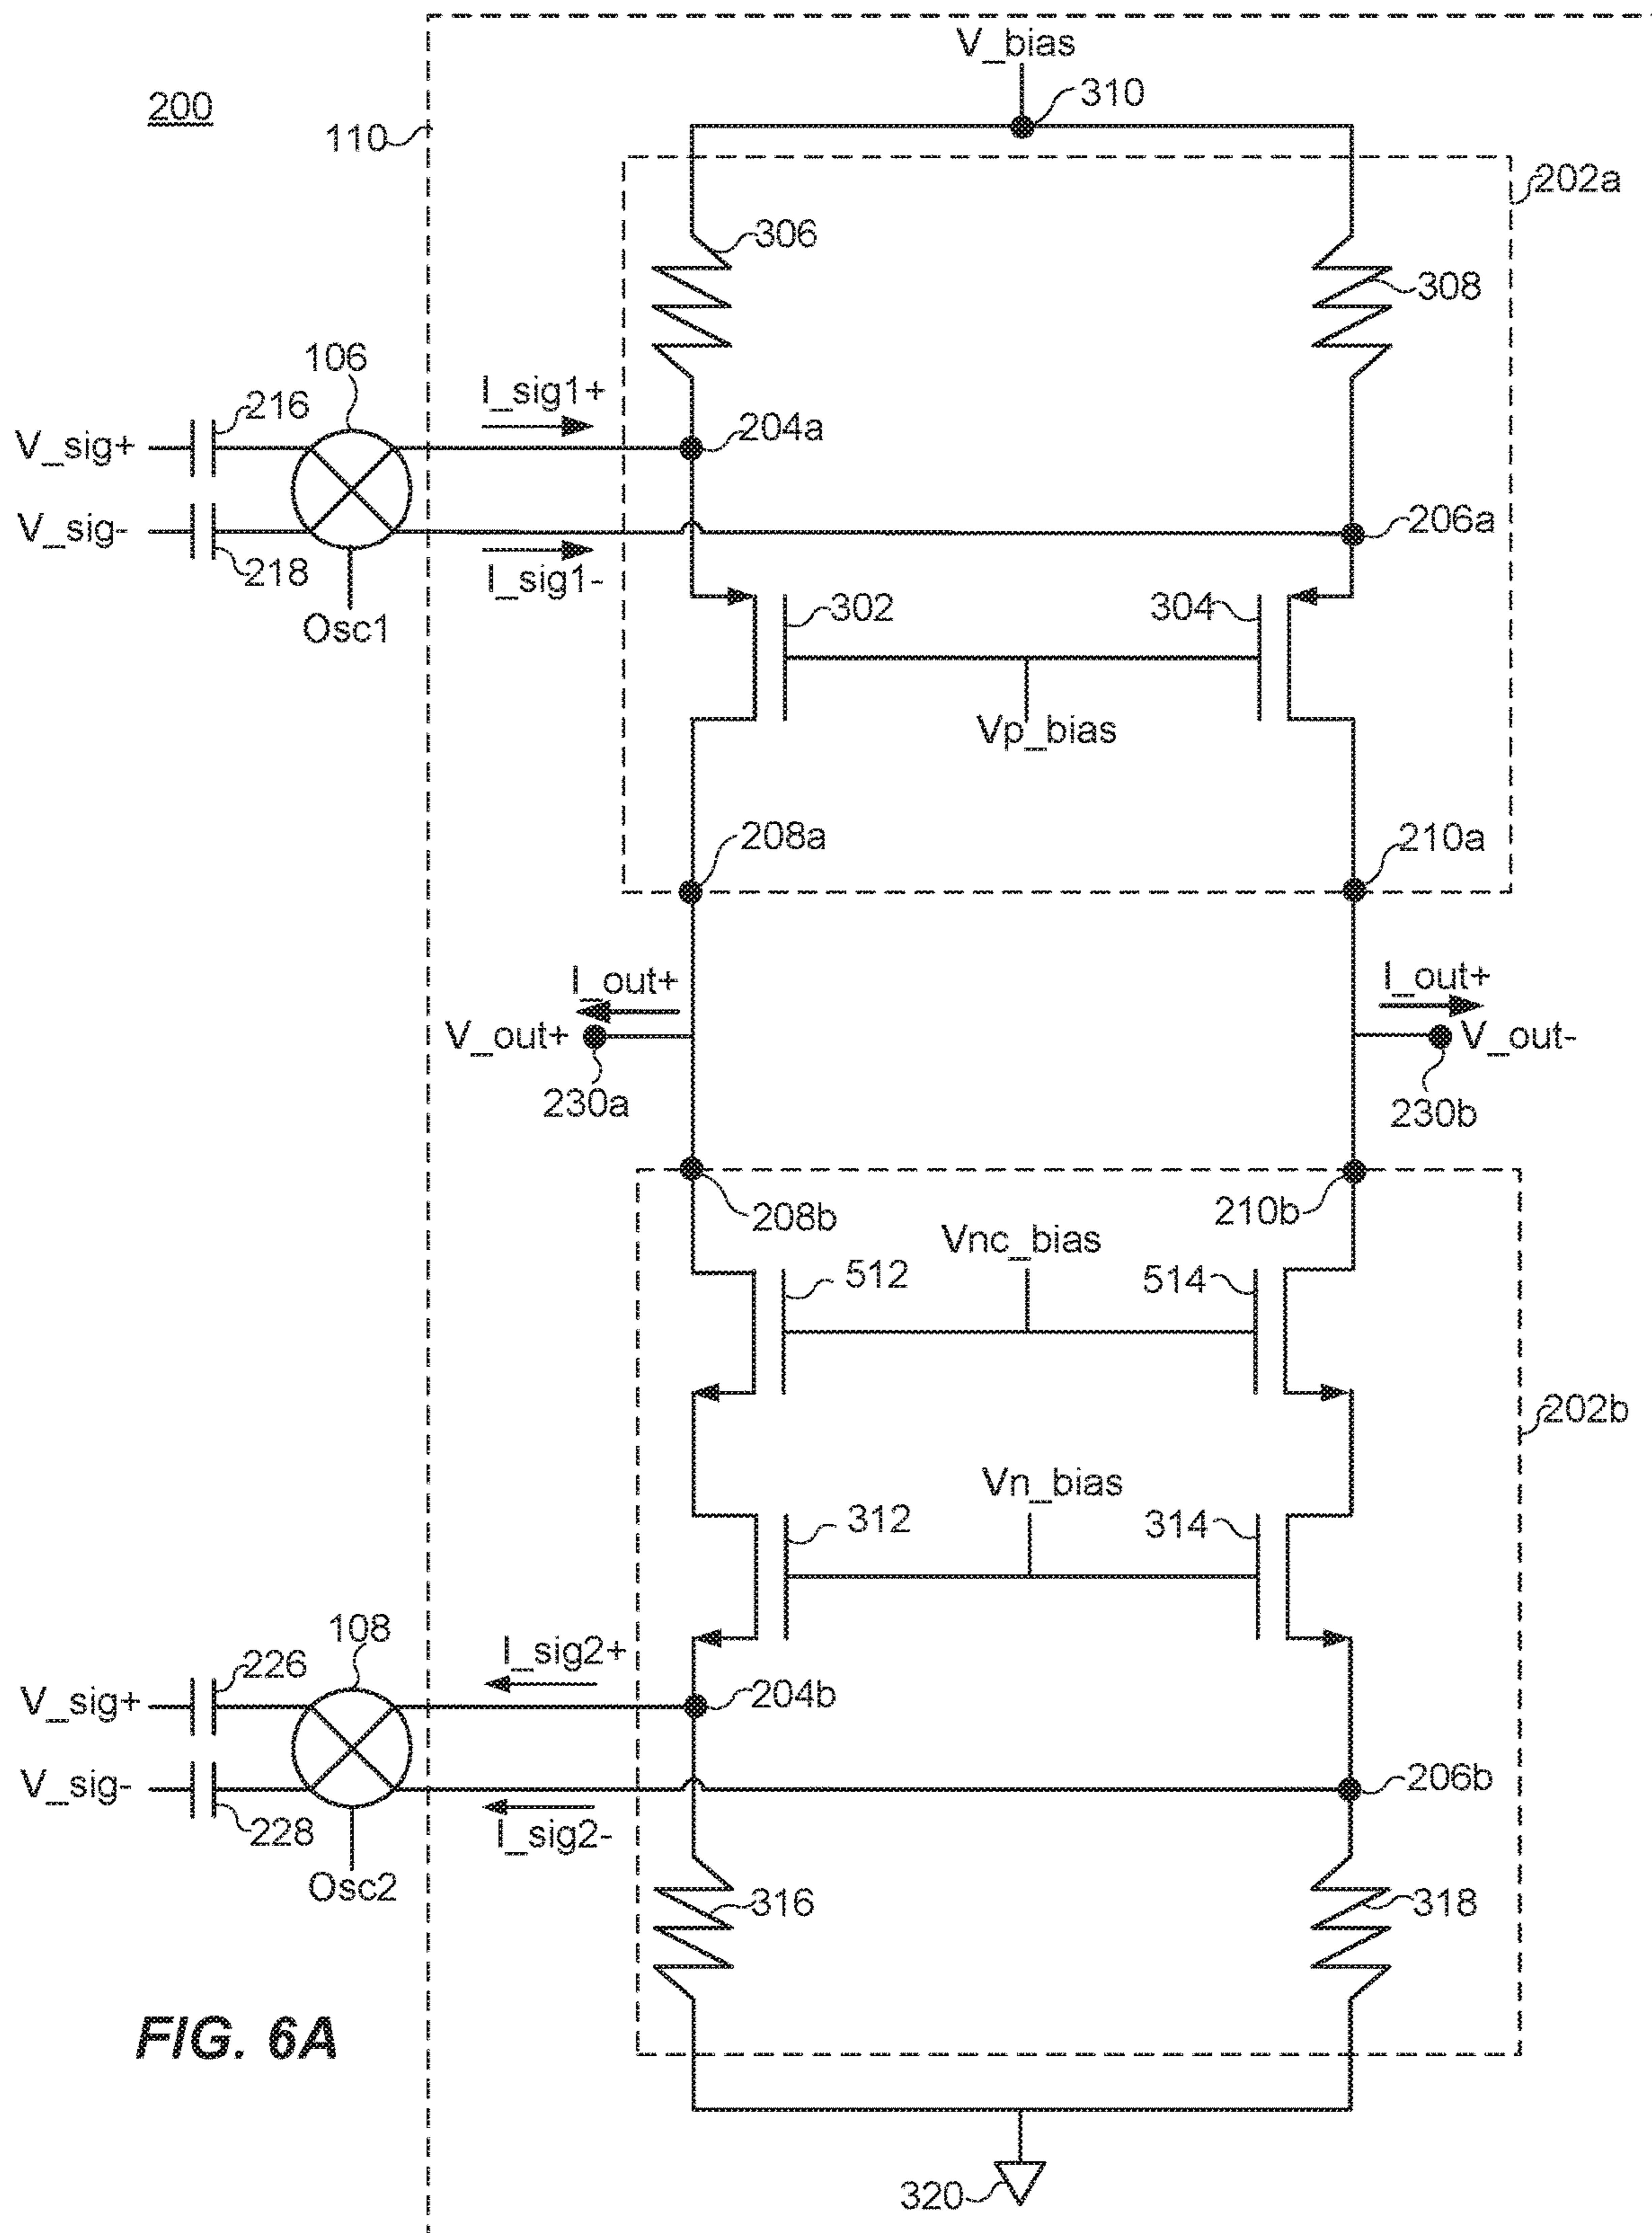 V_bias
310
200
110
202a
306
308
106
I_sig1+
216
V_sig+
204a
V_sig-
206a
218
I_sig1-
302
304
Osc1
Vp_bias
208a
210a
I_out+
I_out+
V_out+
V_out-
230a
230b
208b
210b
Vnc_bias
512
514
202b
Vn_bias
312
314
108
I_sig2+
226
V_sig+
204b
V_sig-
206b
228
I_sig2-
Osc2
316
318
FIG. 6A
320